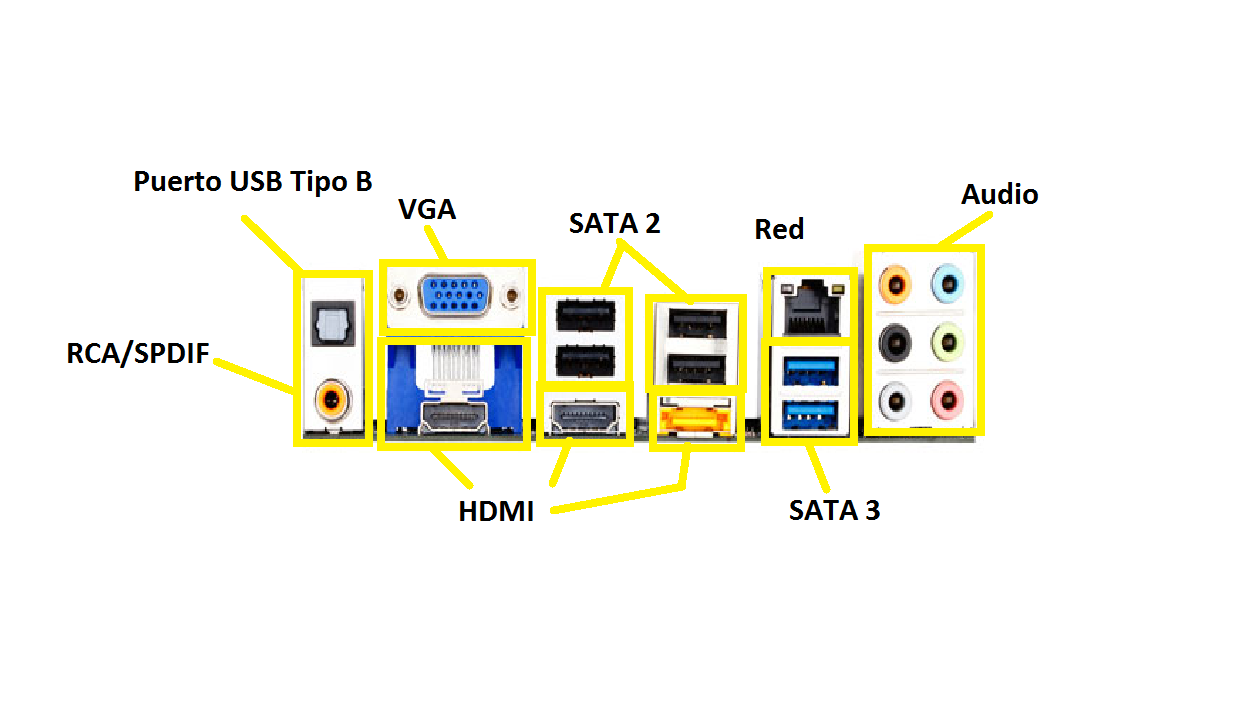 Puerto USB Tipo B
VGA
SATA 2
Red
Audio
RCA/SPDIF
HDMI
SATA 3